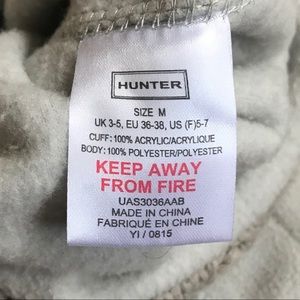 HUNTER
SIZE M
UK 3-5, EU 36-38, US (F)5-7
CUFF: 100% ACRYLIC/ACRYLIQUE
BODY: 100% POLYESTER/POLYESTER
KEEP AWAY
FROM FIRE
UAS3036AAB
MADE IN CHINA
FABRIQUÉ EN CHINE
YI / 0815